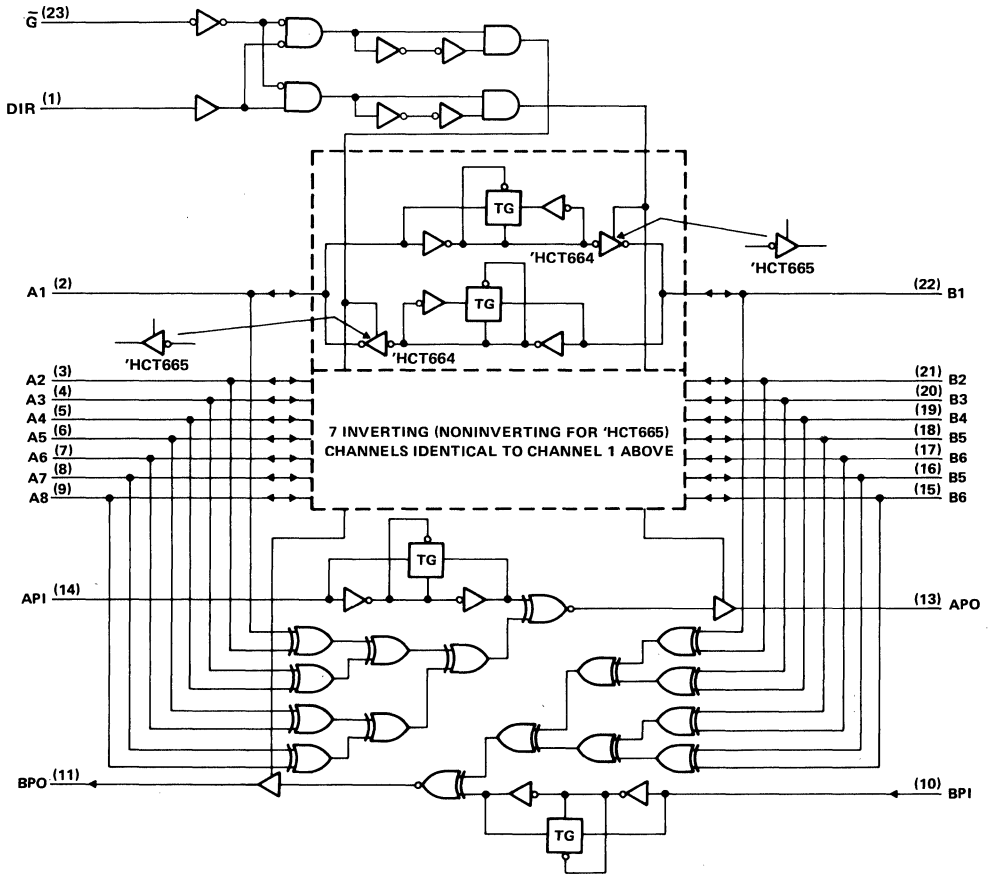 G̅ (23)
DIR (1)
TG
'HCT664
'HCT665
A1 (2)
(22) B1
TG
'HCT665
'HCT664
A2 (3)
(21) B2
A3 (4)
(20) B3
A4 (5)
(19) B4
A5 (6)
(18) B5
A6 (7)
(17) B6
A7 (8)
(16) B5
A8 (9)
(15) B6
7 INVERTING (NONINVERTING FOR 'HCT665)
CHANNELS IDENTICAL TO CHANNEL 1 ABOVE
TG
API (14)
(13) APO
BPO (11)
(10) BPI
TG